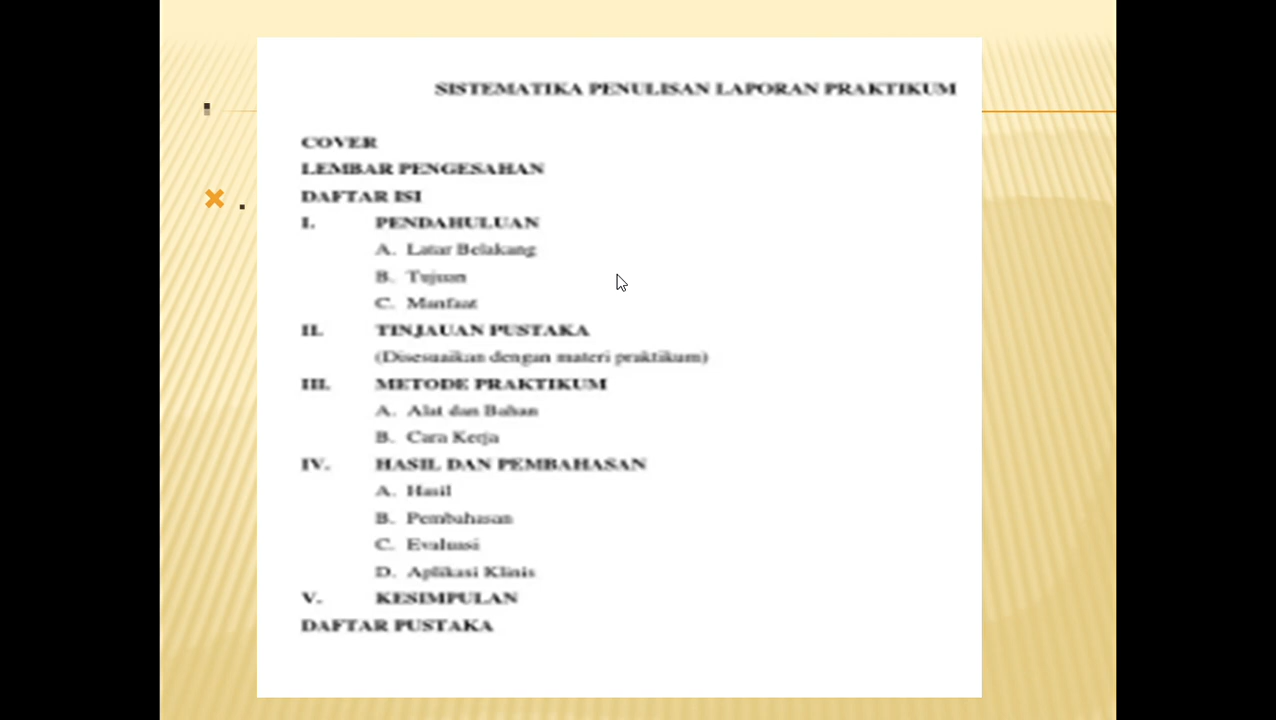 SISTEMATIKA PENULISAN LAPORAN PRAKTIKUM
COVER
LEMBAR PENGESAHAN
DAFTAR ISI
I. PENDAHULUAN
A. Latar Belakang
B. Tujuan
C. Manfaat
II. TINJAUAN PUSTAKA
(Disesuaikan dengan materi praktikum)
III. METODE PRAKTIKUM
A. Alat dan Bahan
B. Cara Kerja
IV. HASIL DAN PEMBAHASAN
A. Hasil
B. Pembahasan
C. Evaluasi
D. Aplikasi Klinis
V. KESIMPULAN
DAFTAR PUSTAKA